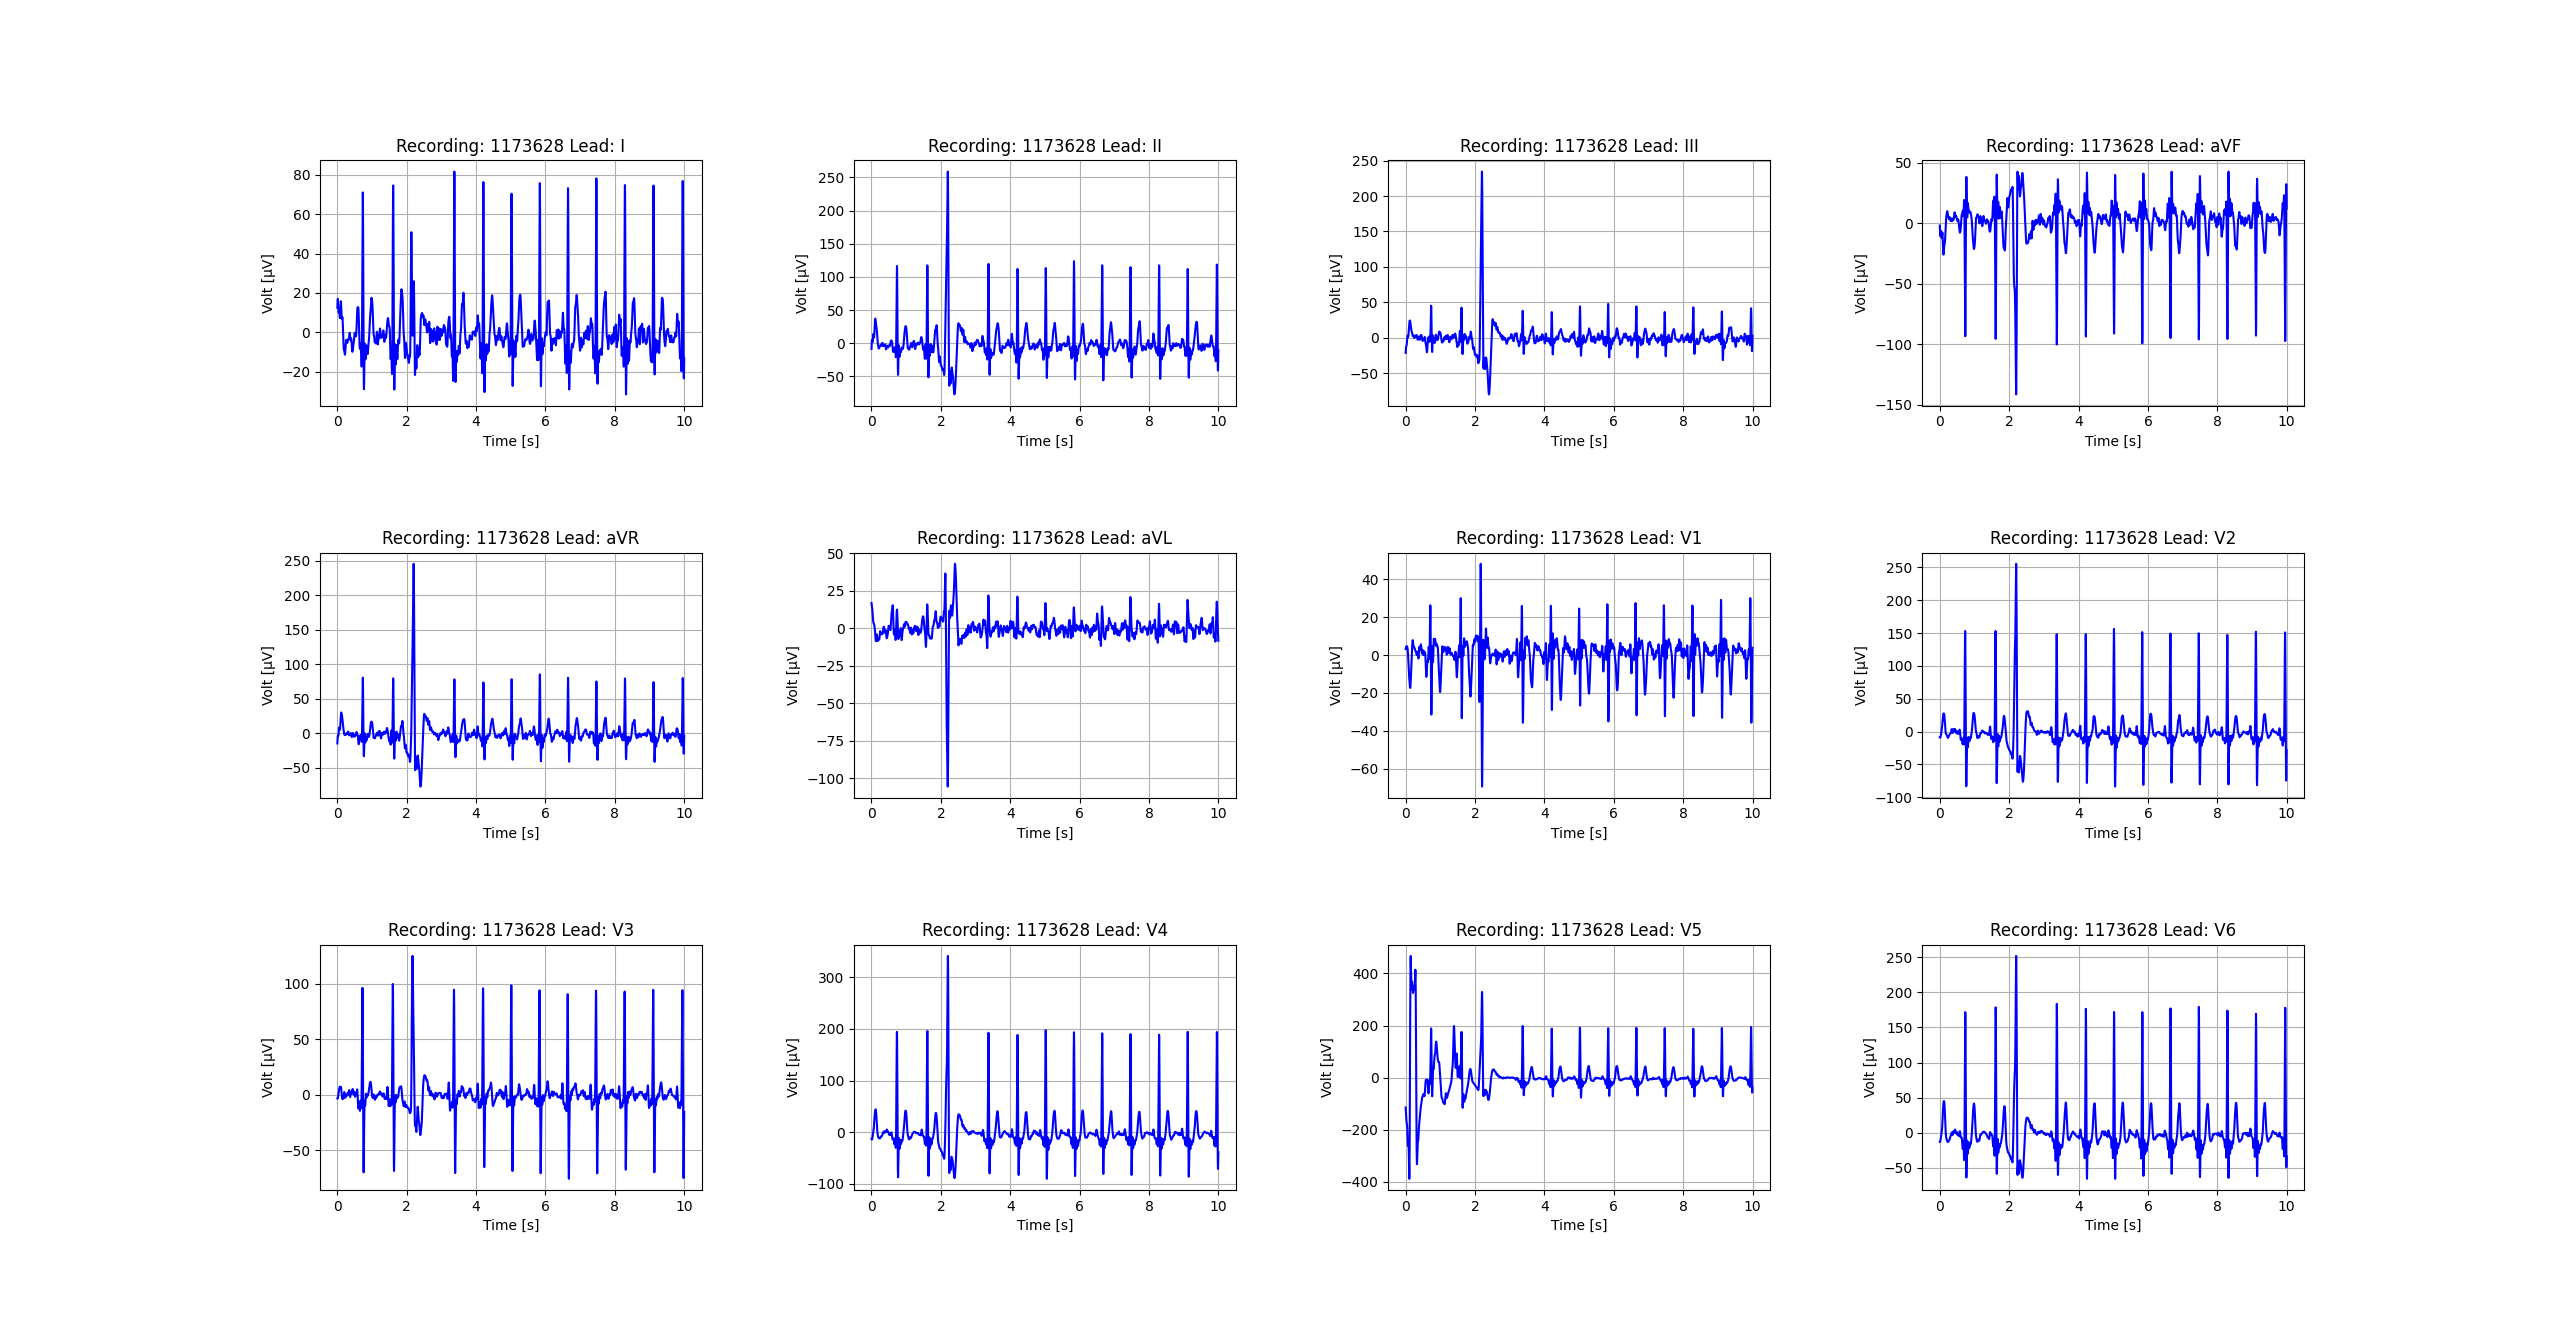 Recording: 1173628 Lead: I
80
60
40
20
0
−20
Volt [µV]
0 2 4 6 8 10
Time [s]
Recording: 1173628 Lead: II
250
200
150
100
50
0
−50
Volt [µV]
0 2 4 6 8 10
Time [s]
Recording: 1173628 Lead: III
250
200
150
100
50
0
−50
Volt [µV]
0 2 4 6 8 10
Time [s]
Recording: 1173628 Lead: aVF
50
0
−50
−100
−150
Volt [µV]
0 2 4 6 8 10
Time [s]
Recording: 1173628 Lead: aVR
250
200
150
100
50
0
−50
Volt [µV]
0 2 4 6 8 10
Time [s]
Recording: 1173628 Lead: aVL
50
25
0
−25
−50
−75
−100
Volt [µV]
0 2 4 6 8 10
Time [s]
Recording: 1173628 Lead: V1
40
20
0
−20
−40
−60
Volt [µV]
0 2 4 6 8 10
Time [s]
Recording: 1173628 Lead: V2
250
200
150
100
50
0
−50
−100
Volt [µV]
0 2 4 6 8 10
Time [s]
Recording: 1173628 Lead: V3
100
50
0
−50
Volt [µV]
0 2 4 6 8 10
Time [s]
Recording: 1173628 Lead: V4
300
200
100
0
−100
Volt [µV]
0 2 4 6 8 10
Time [s]
Recording: 1173628 Lead: V5
400
200
0
−200
−400
Volt [µV]
0 2 4 6 8 10
Time [s]
Recording: 1173628 Lead: V6
250
200
150
100
50
0
−50
Volt [µV]
0 2 4 6 8 10
Time [s]